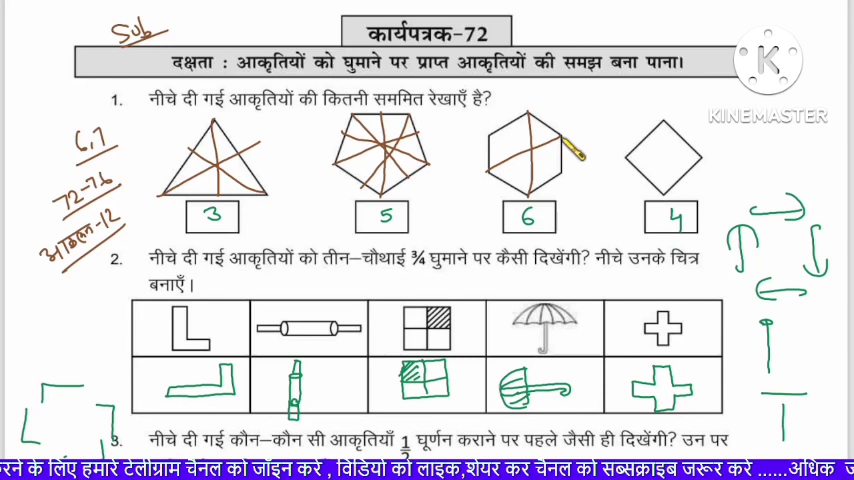 Sub
कार्यपत्रक-72
दक्षता : आकृतियों को घुमाने पर प्राप्त आकृतियों की समझ बना पाना।
K
KINEMASTER
1. नीचे दी गई आकृतियों की कितनी सममित रेखाएँ है?
6,7
72-76
आकलन-12
3 5 6 4
2. नीचे दी गई आकृतियों को तीन–चौथाई ¾ घुमाने पर कैसी दिखेंगी? नीचे उनके चित्र
बनाएँ।
3. नीचे दी गई कौन–कौन सी आकृतियाँ 1/2 घूर्णन कराने पर पहले जैसी ही दिखेंगी? उन पर
करने के लिए हमारे टेलीग्राम चैनल को जॉइन करें , विडियो को लाइक,शेयर कर चैनल को सब्सक्राइब जरूर करे ......अधिक